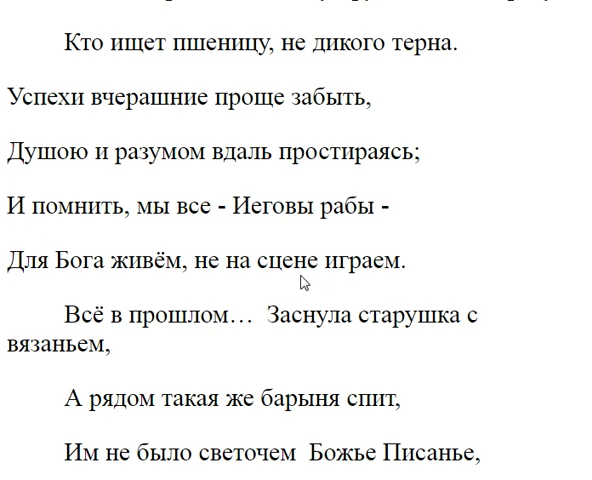 Кто ищет пшеницу, не дикого терна.
Успехи вчерашние проще забыть,
Душою и разумом вдаль простираясь;
И помнить, мы все - Иеговы рабы -
Для Бога живём, не на сцене играем.
Всё в прошлом…  Заснула старушка с
вязаньем,
А рядом такая же барыня спит,
Им не было светочем  Божье Писанье,